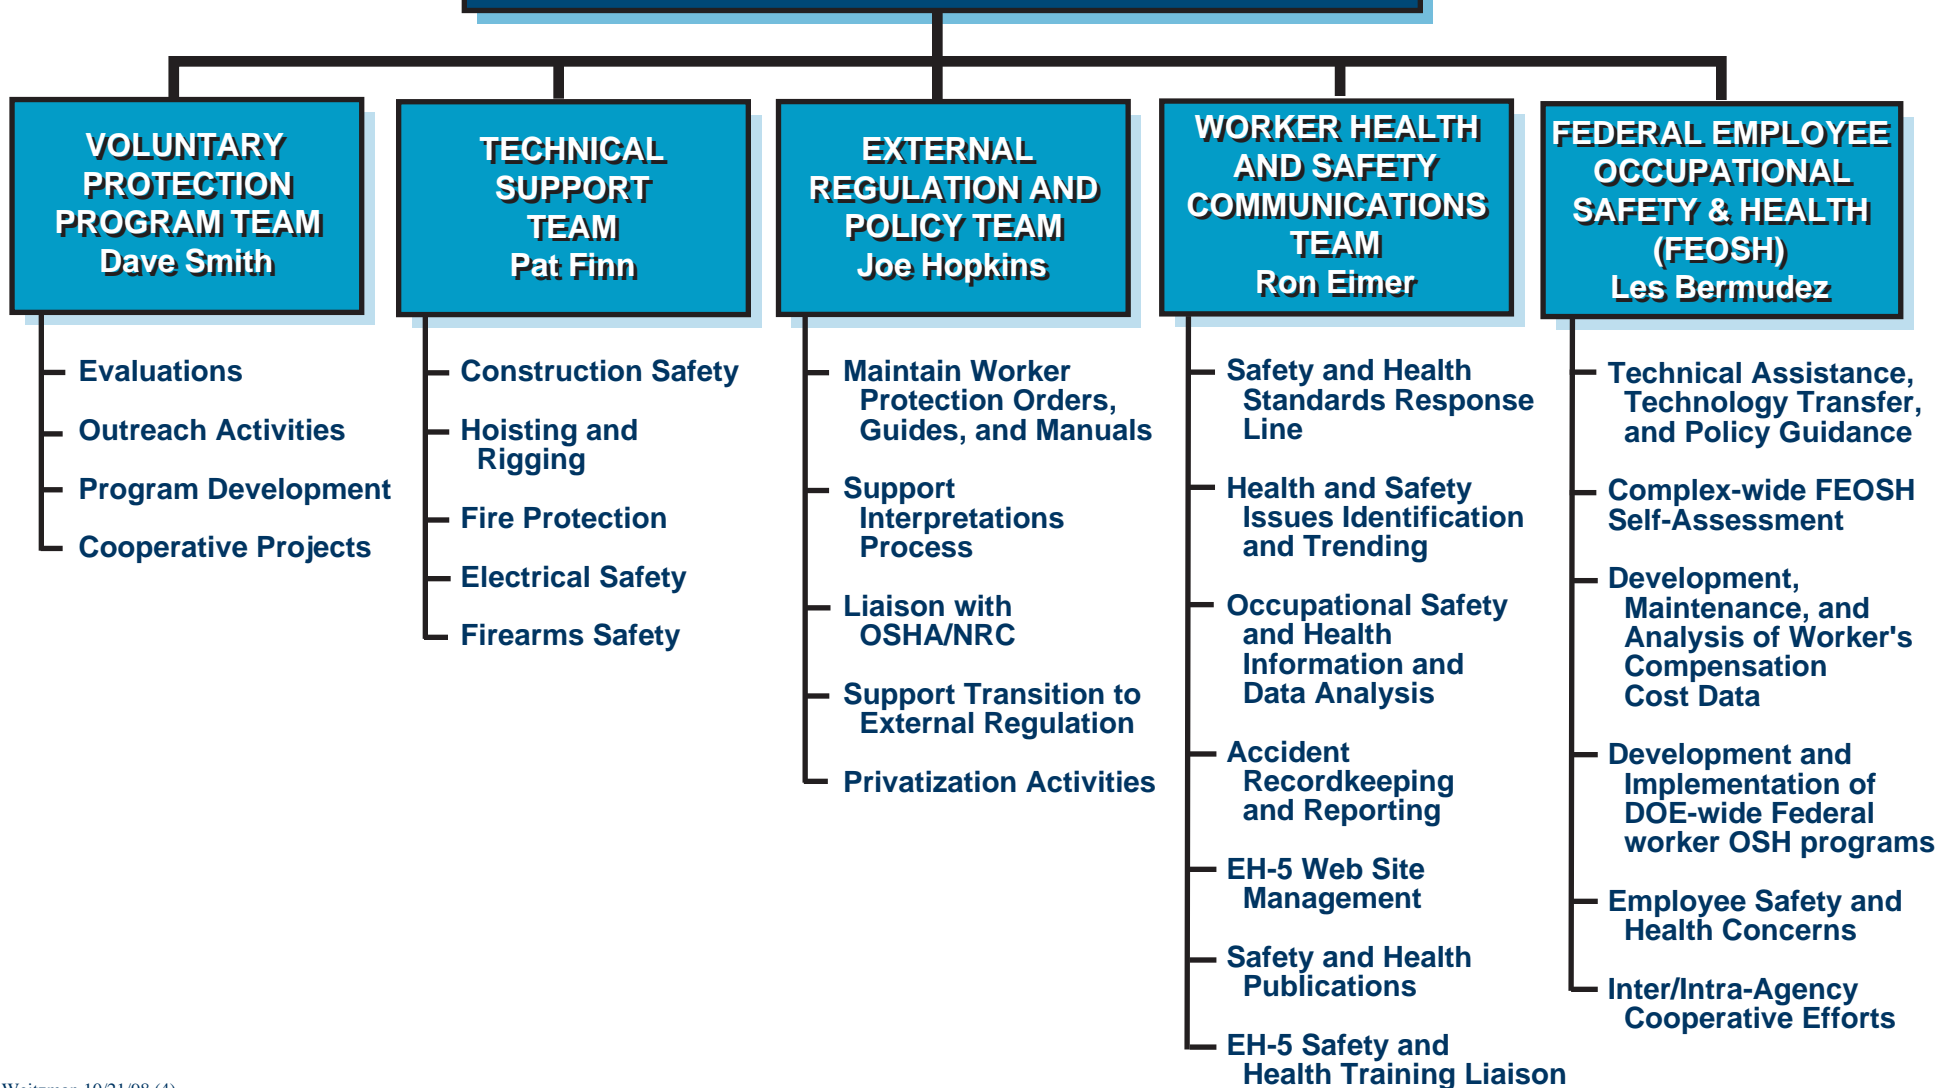 VOLUNTARY
PROTECTION
PROGRAM TEAM
Dave Smith
Evaluations
Outreach Activities
Program Development
Cooperative Projects
TECHNICAL
SUPPORT
TEAM
Pat Finn
Construction Safety
Hoisting and
Rigging
Fire Protection
Electrical Safety
Firearms Safety
EXTERNAL
REGULATION AND
POLICY TEAM
Joe Hopkins
Maintain Worker
Protection Orders,
Guides, and Manuals
Support
Interpretations
Process
Liaison with
OSHA/NRC
Support Transition to
External Regulation
Privatization Activities
WORKER HEALTH
AND SAFETY
COMMUNICATIONS
TEAM
Ron Eimer
Safety and Health
Standards Response
Line
Health and Safety
Issues Identification
and Trending
Occupational Safety
and Health
Information and
Data Analysis
Accident
Recordkeeping
and Reporting
EH-5 Web Site
Management
Safety and Health
Publications
EH-5 Safety and
Health Training Liaison
FEDERAL EMPLOYEE
OCCUPATIONAL
SAFETY & HEALTH
(FEOSH)
Les Bermudez
Technical Assistance,
Technology Transfer,
and Policy Guidance
Complex-wide FEOSH
Self-Assessment
Development,
Maintenance, and
Analysis of Worker's
Compensation
Cost Data
Development and
Implementation of
DOE-wide Federal
worker OSH programs
Employee Safety and
Health Concerns
Inter/Intra-Agency
Cooperative Efforts
Weitzman 10/21/98 (4)